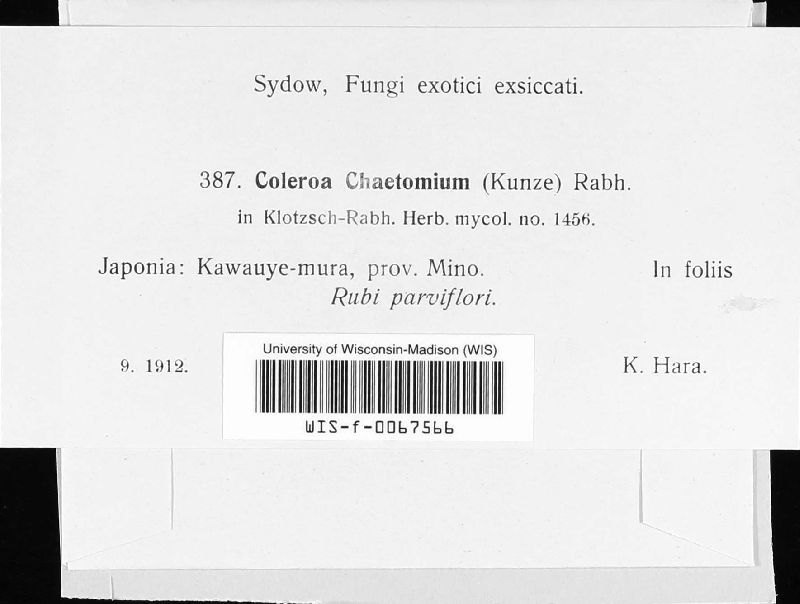 Sydow, Fungi exotici exsiccati.
387. Coleroa Chaetomium (Kunze) Rabh.
in Klotzsch-Rabh. Herb. mycol. no. 1456.
Japonia: Kawauye-mura, prov. Mino. In foliis
Rubi parviflori.
9. 1912. K. Hara.
University of Wisconsin-Madison (WIS)
WIS-f-0067566